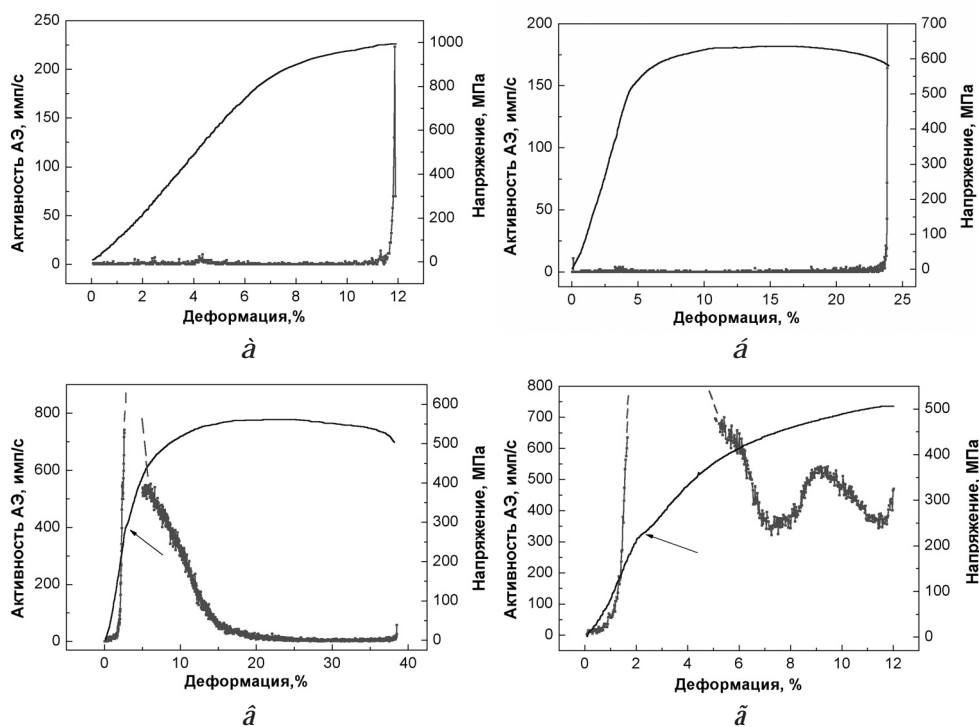 250
200
150
100
50
0
Активность АЭ, имп/с
1000
800
600
400
200
0
Напряжение, МПа
0 2 4 6 8 10 12
Деформация,%
à
200
150
100
50
0
Активность АЭ, имп/с
700
600
500
400
300
200
100
0
Напряжение, МПа
0 5 10 15 20 25
Деформация, %
á
800
600
400
200
0
Активность АЭ, имп/с
600
500
400
300
200
100
0
Напряжение, МПа
0 10 20 30 40
Деформация,%
â
800
700
600
500
400
300
200
100
0
Активность АЭ, имп/с
500
400
300
200
100
0
Напряжение, МПа
0 2 4 6 8 10 12
Деформация, %
ã